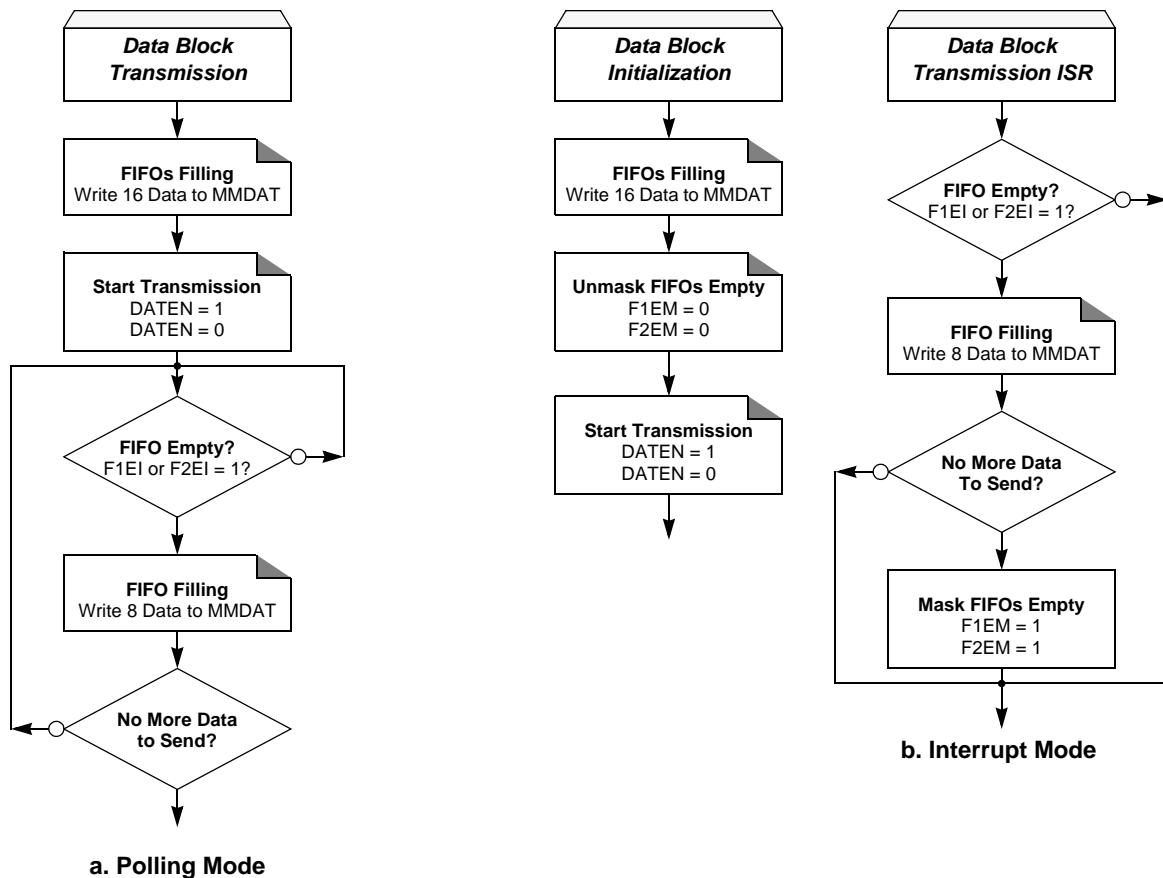 Data Block
Transmission
FIFOs Filling
Write 16 Data to MMDAT
Start Transmission
DATEN = 1
DATEN = 0
FIFO Empty?
F1EI or F2EI = 1?
FIFO Filling
Write 8 Data to MMDAT
No More Data
to Send?
a. Polling Mode
Data Block
Initialization
FIFOs Filling
Write 16 Data to MMDAT
Unmask FIFOs Empty
F1EM = 0
F2EM = 0
Start Transmission
DATEN = 1
DATEN = 0
Data Block
Transmission ISR
FIFO Empty?
F1EI or F2EI = 1?
FIFO Filling
Write 8 Data to MMDAT
No More Data
To Send?
Mask FIFOs Empty
F1EM = 1
F2EM = 1
b. Interrupt Mode